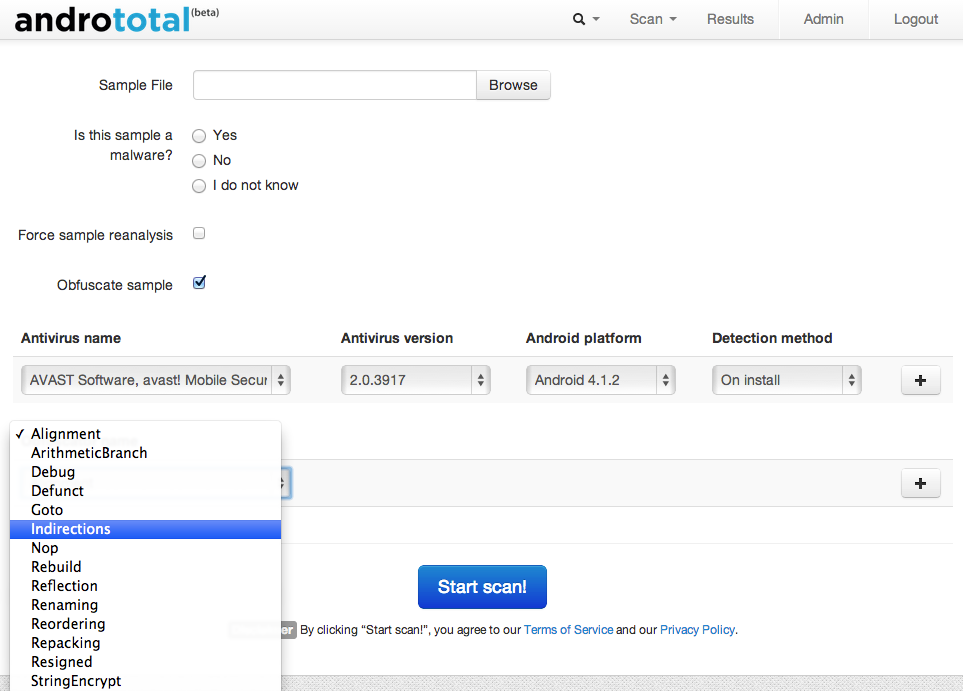 andrototal(beta)
Scan
Results
Admin
Logout
Sample File
Browse
Is this sample a
malware?
Yes
No
I do not know
Force sample reanalysis
Obfuscate sample
Antivirus name
Antivirus version
Android platform
Detection method
AVAST Software, avast! Mobile Secur
2.0.3917
Android 4.1.2
On install
+
✓ Alignment
ArithmeticBranch
Debug
Defunct
Goto
Indirections
Nop
Rebuild
Reflection
Renaming
Reordering
Repacking
Resigned
StringEncrypt
+
Start scan!
By clicking “Start scan!”, you agree to our Terms of Service and our Privacy Policy.